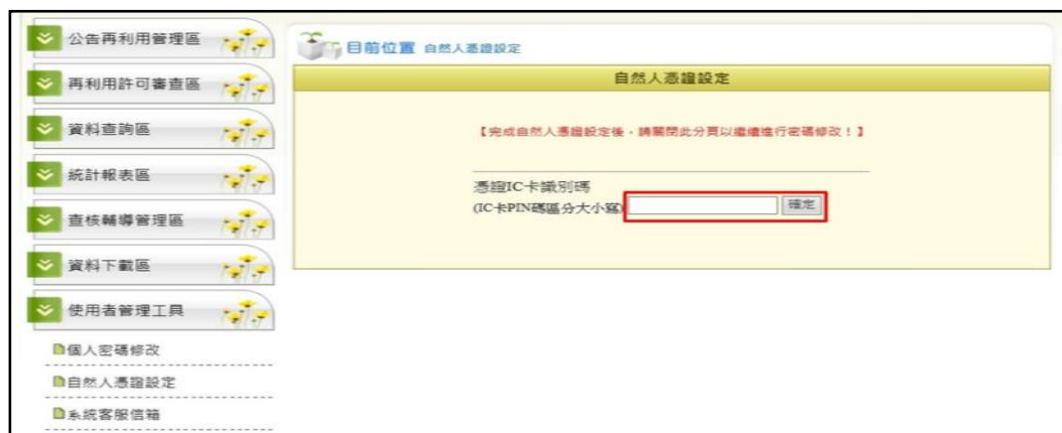 公告再利用管理區
再利用許可審查區
資料查詢區
統計報表區
查核輔導管理區
資料下載區
使用者管理工具
個人密碼修改
自然人憑證設定
系統客服信箱
目前位置 自然人憑證設定
自然人憑證設定
【完成自然人憑證設定後，請關閉此分頁以繼續進行密碼修改！】
憑證IC卡識別碼
(IC卡PIN碼區分大小寫) 確定